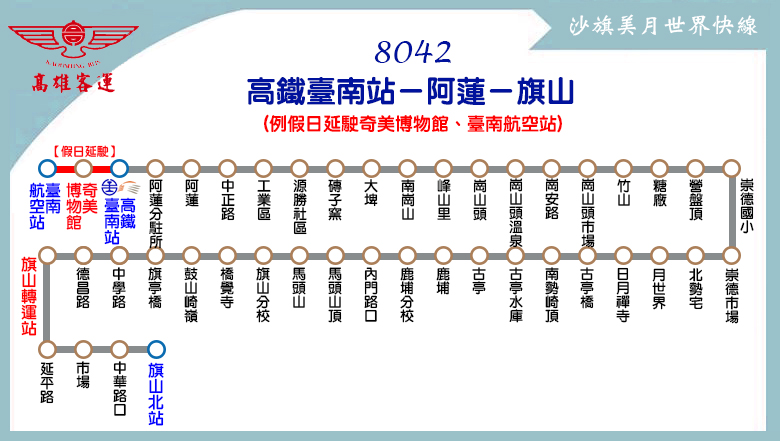 沙旗美月世界快線
KAOHSIUNG BUS
高雄客運
8042
高鐵臺南站－阿蓮－旗山
(例假日延駛奇美博物館、臺南航空站)
【假日延駛】
臺南航空站
奇美博物館
高鐵臺南站
阿蓮分駐所
阿蓮
中正路
工業區
源勝社區
磚子窯
大埤
南崗山
峰山里
崗山頭
崗山頭溫泉
崗安路
崗山頭市場
竹山
糖廠
營盤頂
崇德國小
崇德市場
北勢宅
月世界
日月禪寺
古亭橋
南勢崎頂
古亭水庫
古亭
鹿埔
鹿埔分校
內門路口
馬頭山頂
馬頭山
旗山分校
橋覺寺
鼓山崎嶺
旗亭橋
中學路
德昌路
旗山轉運站
延平路
市場
中華路口
旗山北站